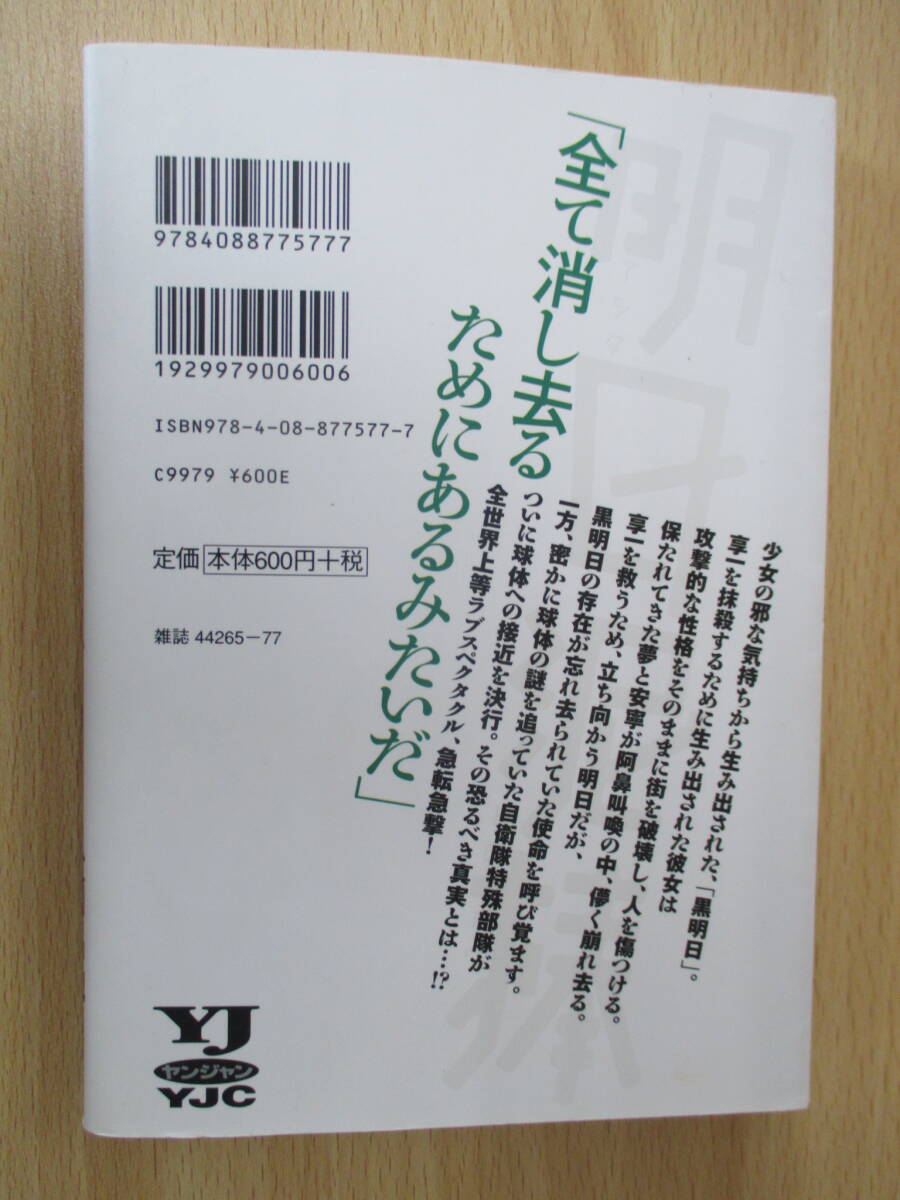 「全て消し去る
ためにあるみたいだ」
少女の邪な気持ちから生み出された、「黒明日」。
享一を抹殺するために生み出された彼女は
攻撃的な性格をそのままに街を破壊し、人を傷つける。
保たれてきた夢と安寧が阿鼻叫喚の中、儚く崩れ去る。
享一を救うため、立ち向かう明日だが、
黒明日の存在が忘れ去られていた使命を呼び覚ます。
一方、密かに球体の謎を追っていた自衛隊特殊部隊が
ついに球体への接近を決行。その恐るべき真実とは…!?
全世界上等ラブスペクタクル、急転急撃!
9784088775777
1929979006006
ISBN978-4-08-877577-7
C9979 ¥600E
定価 本体600円+税
雑誌 44265-77
YJ
ヤンジャン
YJC